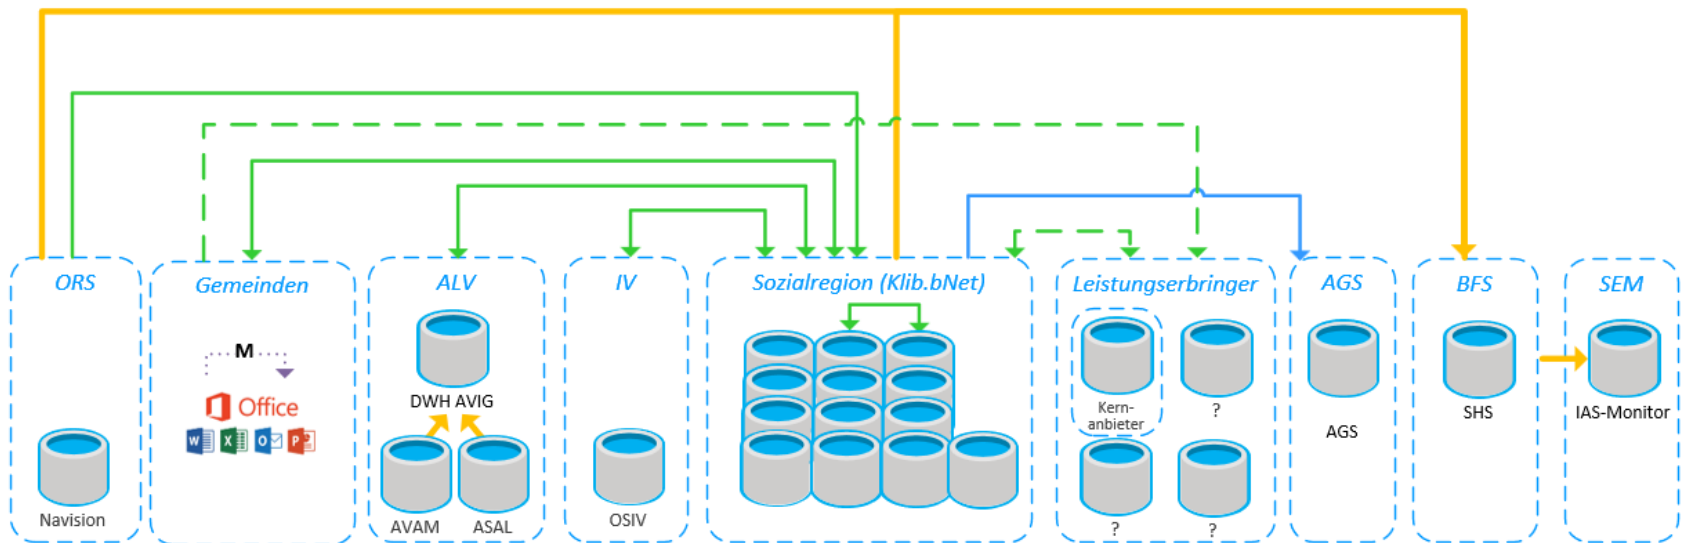 ORS
Gemeinden
ALV
IV
Sozialregion (Klib.bNet)
Leistungserbringer
AGS
BFS
SEM
M
Office
W
X
O
P
DWH AVIG
Kern-
anbieter
?
AGS
SHS
IAS-Monitor
Navision
AVAM
ASAL
OSIV
?
?